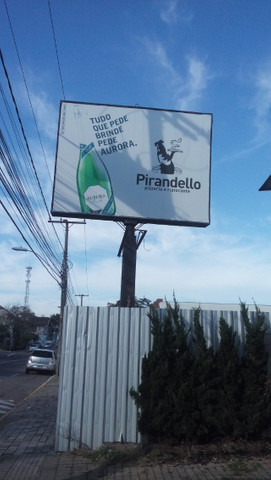 TUDO
QUE PEDE
BRINDE
PEDE
AURORA.
Pirandello